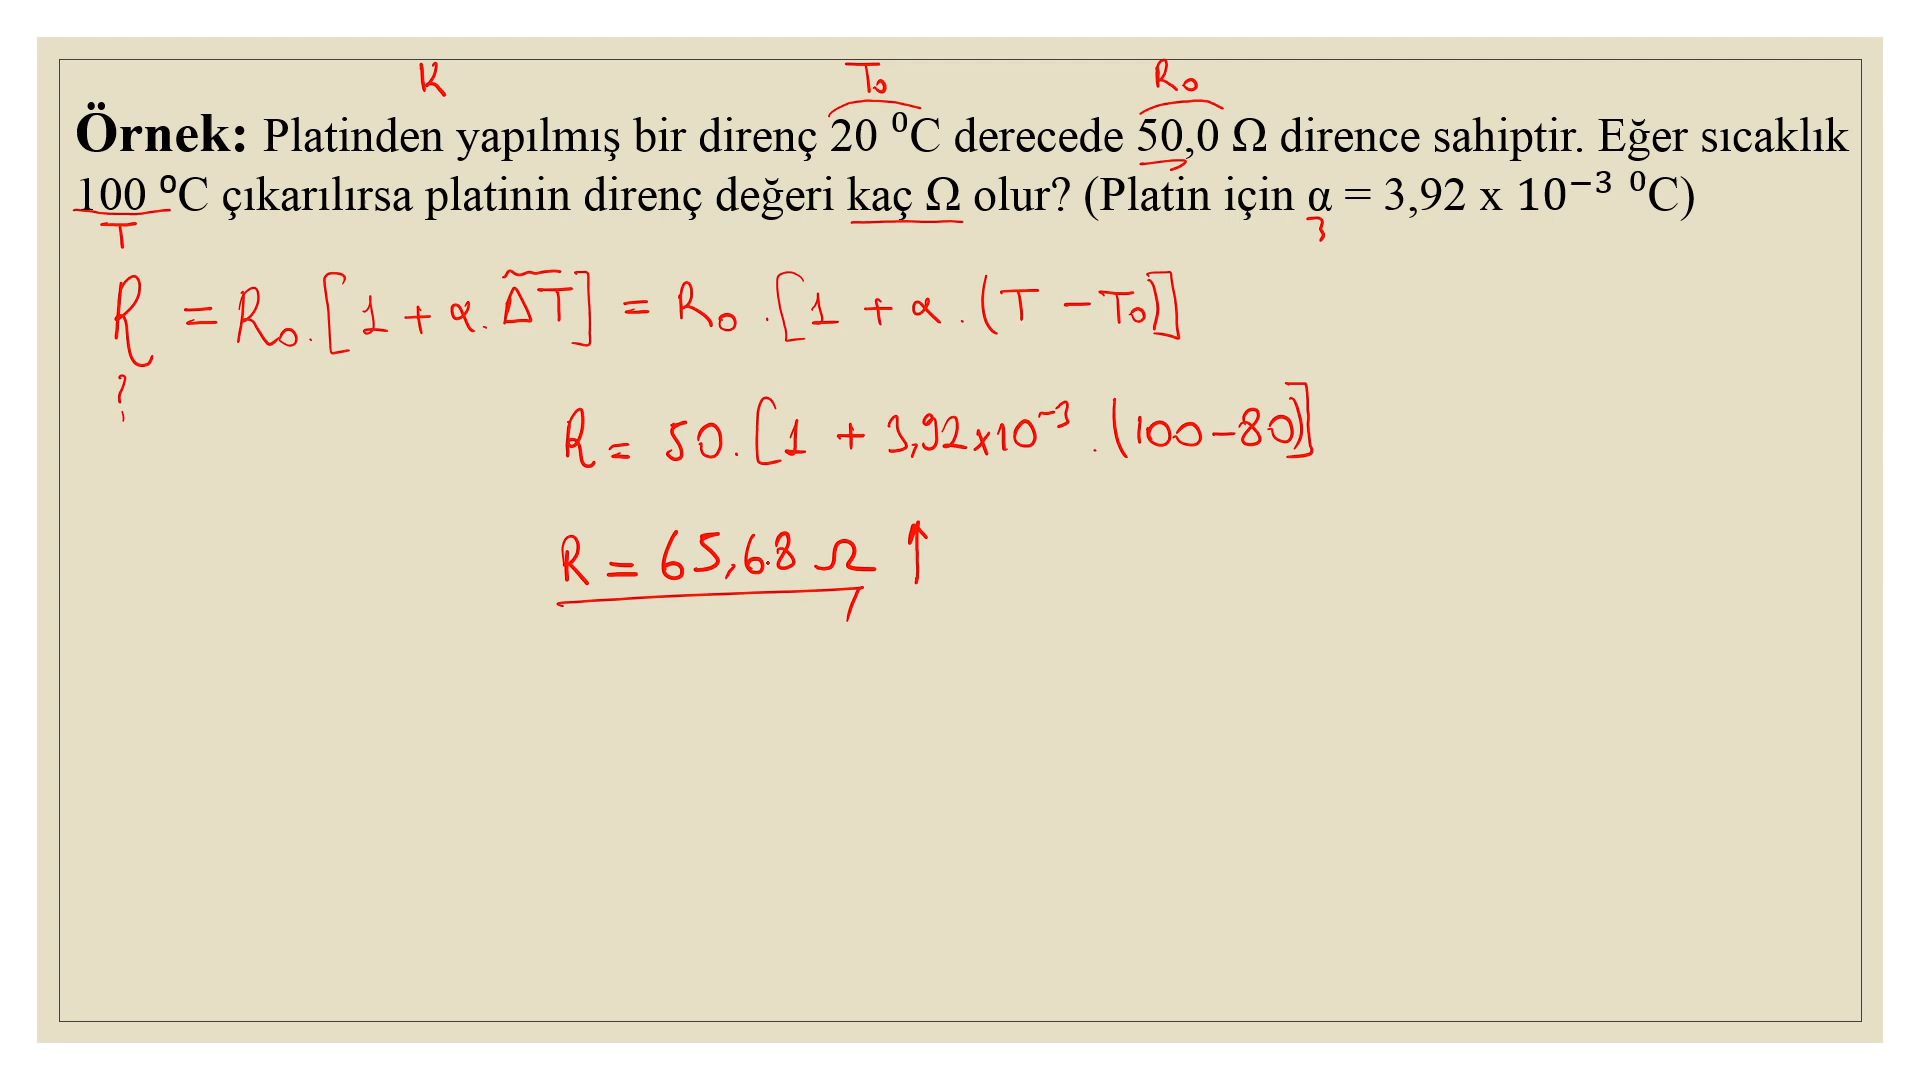 K T₀ R₀
Örnek: Platinden yapılmış bir direnç 20 ⁰C derecede 50,0 Ω dirence sahiptir. Eğer sıcaklık
100 ⁰C çıkarılırsa platinin direnç değeri kaç Ω olur? (Platin için α = 3,92 x 10⁻³ ⁰C)
T
R = R₀.[1 + α.ΔT] = R₀.[1 + α.(T - T₀)]
?
R = 50.[1 + 3,92x10⁻³.(100-80)]
R = 65,68 Ω ↑